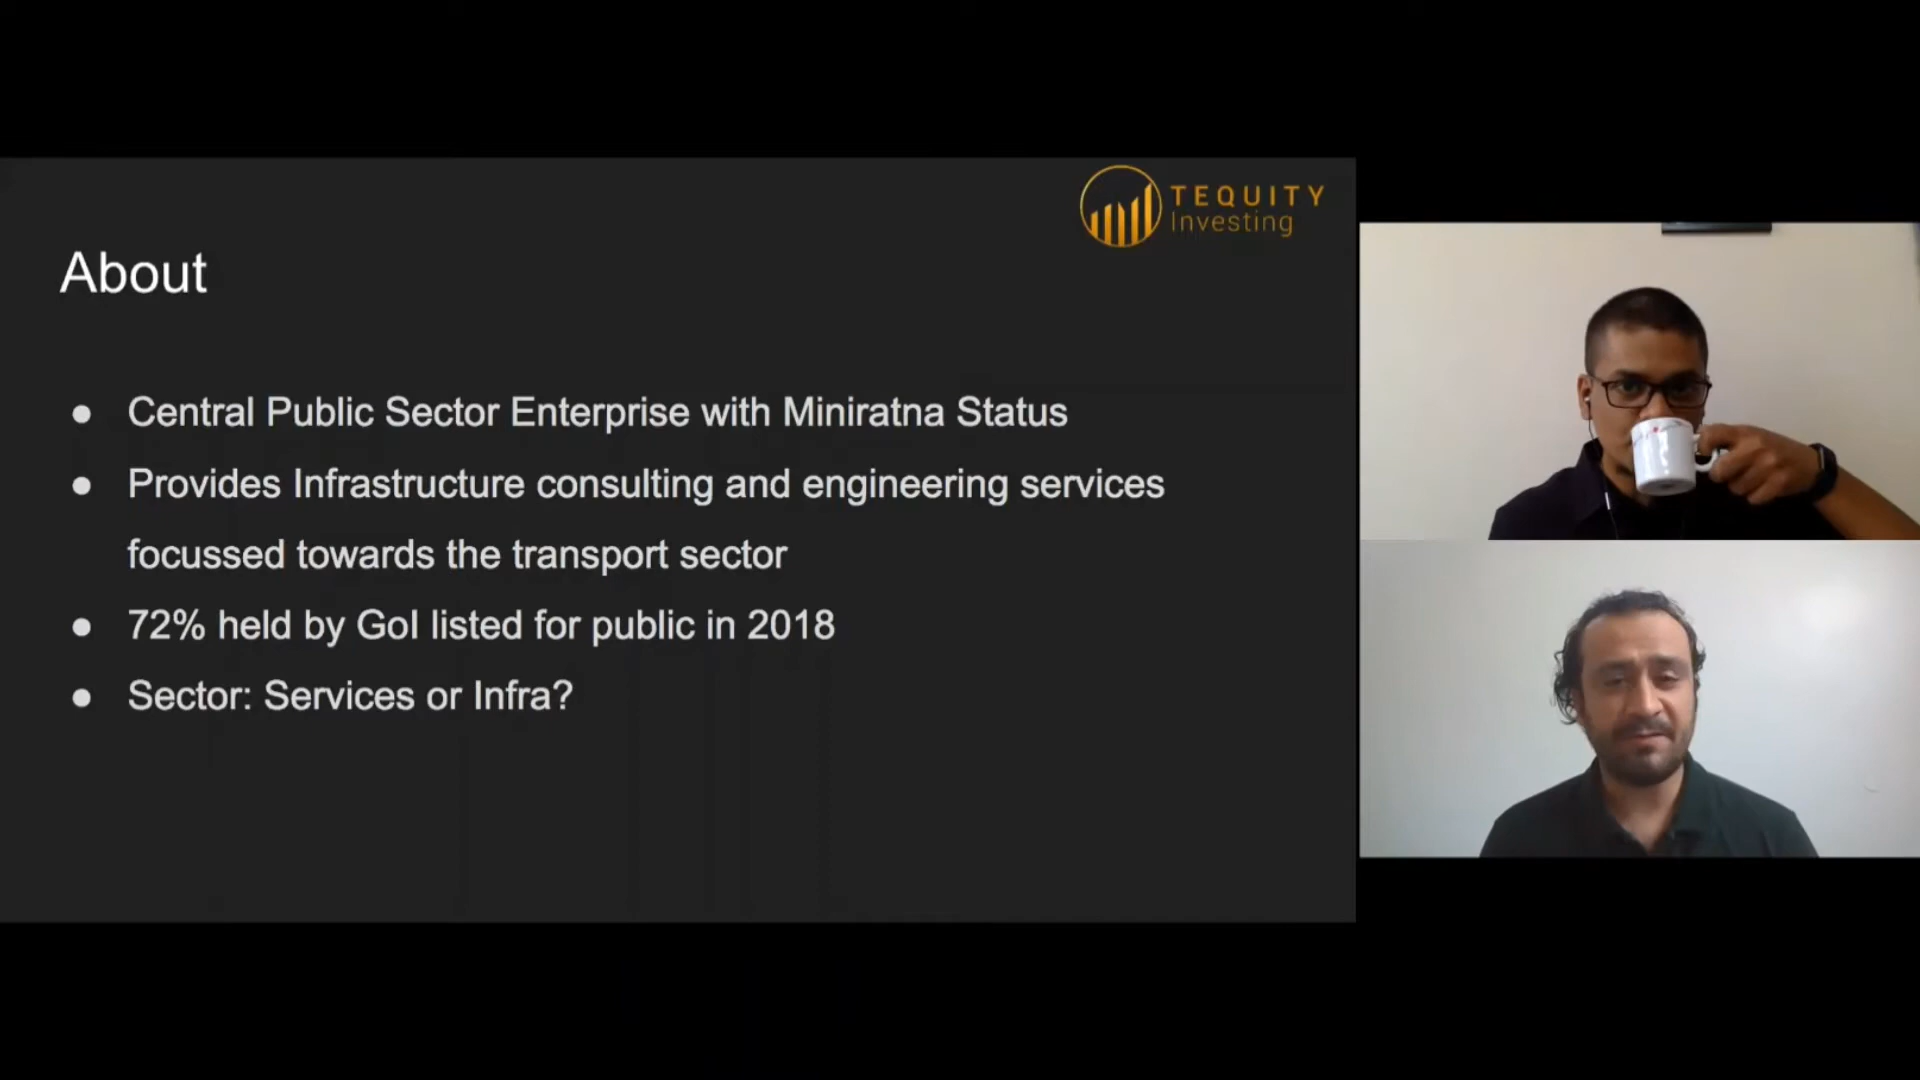 TEQUITY
Investing
About
● Central Public Sector Enterprise with Miniratna Status
● Provides Infrastructure consulting and engineering services
focussed towards the transport sector
● 72% held by GoI listed for public in 2018
● Sector: Services or Infra?